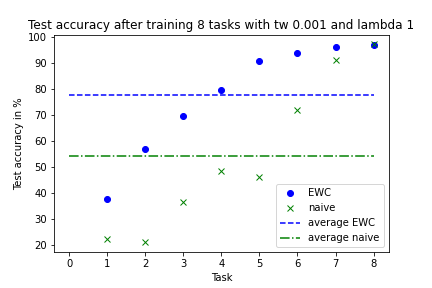 Test accuracy after training 8 tasks with tw 0.001 and lambda 1
100
90
80
70
60
50
40
30
20
Test accuracy in %
EWC
naive
average EWC
average naive
0 1 2 3 4 5 6 7 8
Task